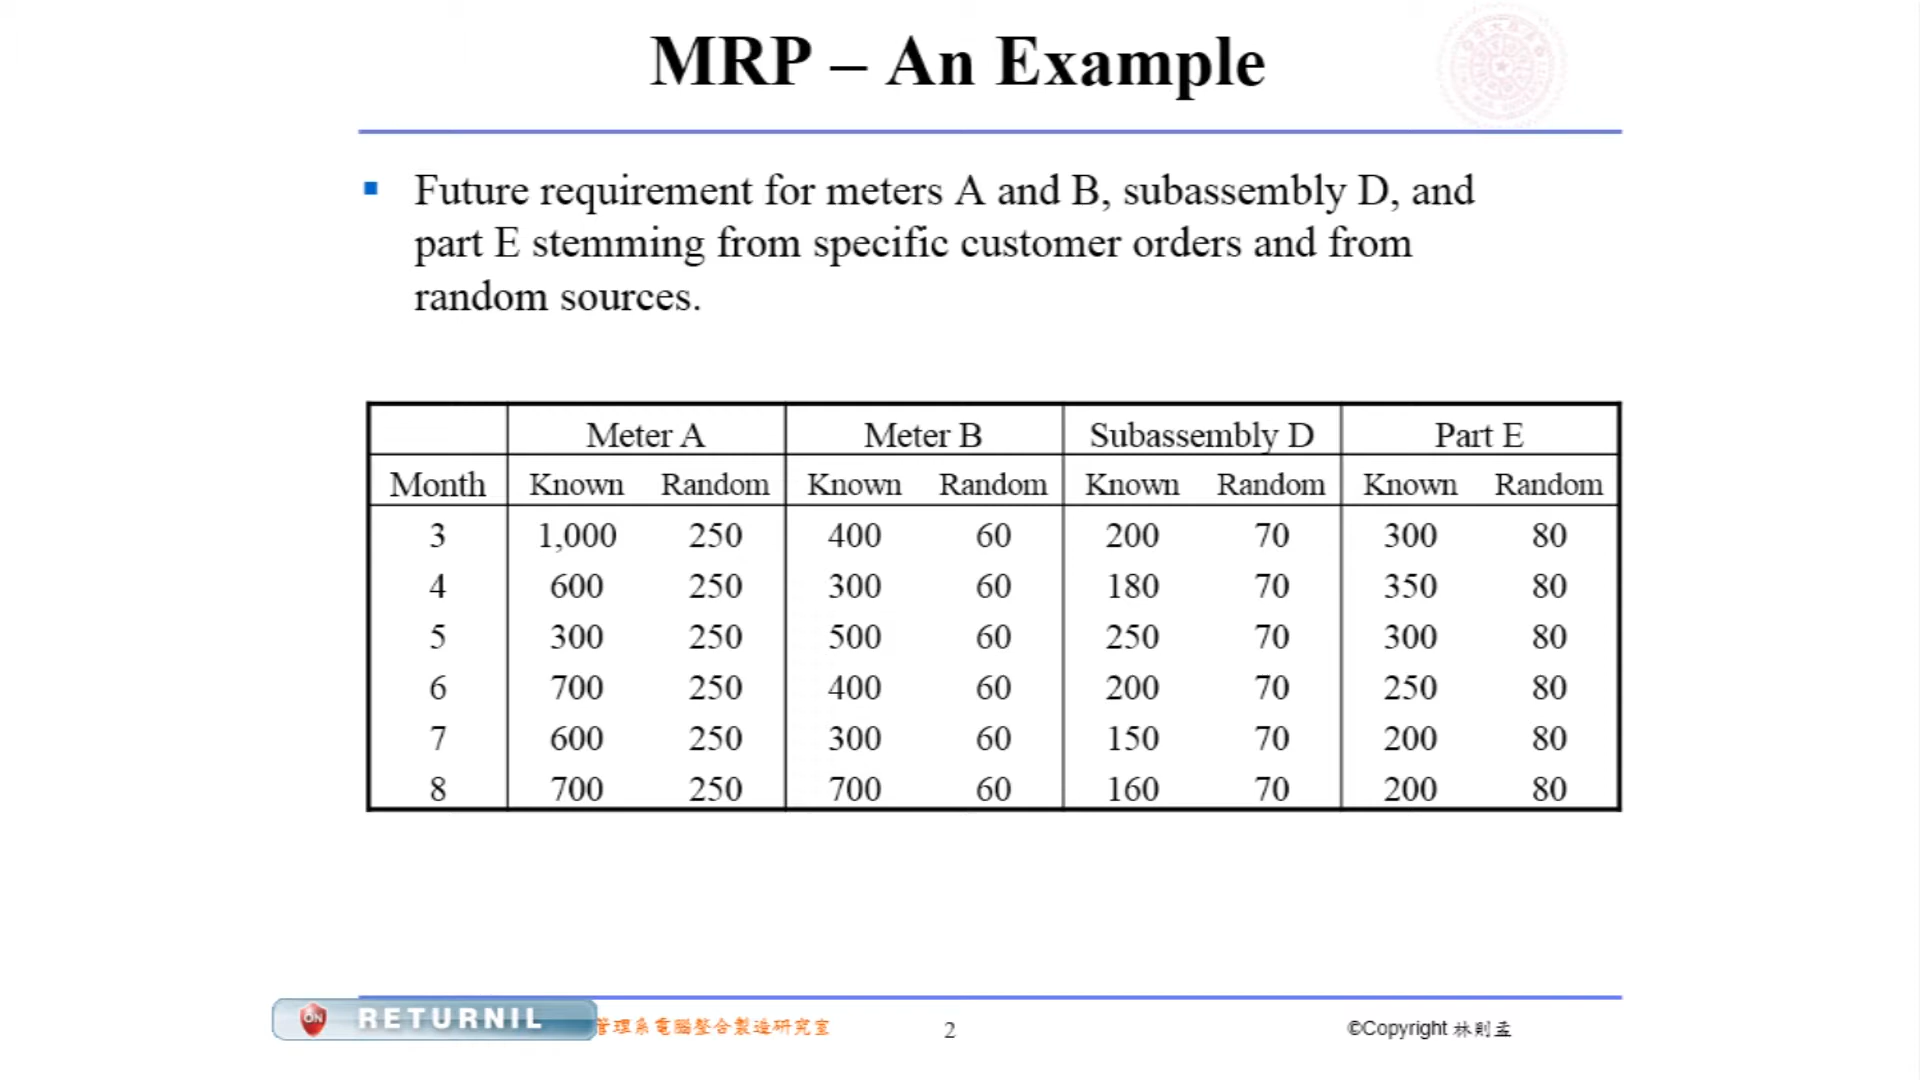 MRP – An Example
Future requirement for meters A and B, subassembly D, and
part E stemming from specific customer orders and from
random sources.
Meter A Meter B Subassembly D Part E
Month Known Random Known Random Known Random Known Random
3 1,000 250 400 60 200 70 300 80
4 600 250 300 60 180 70 350 80
5 300 250 500 60 250 70 300 80
6 700 250 400 60 200 70 250 80
7 600 250 300 60 150 70 200 80
8 700 250 700 60 160 70 200 80
ON RETURNIL 管理系電腦整合製造研究室 2 ©Copyright 林則孟